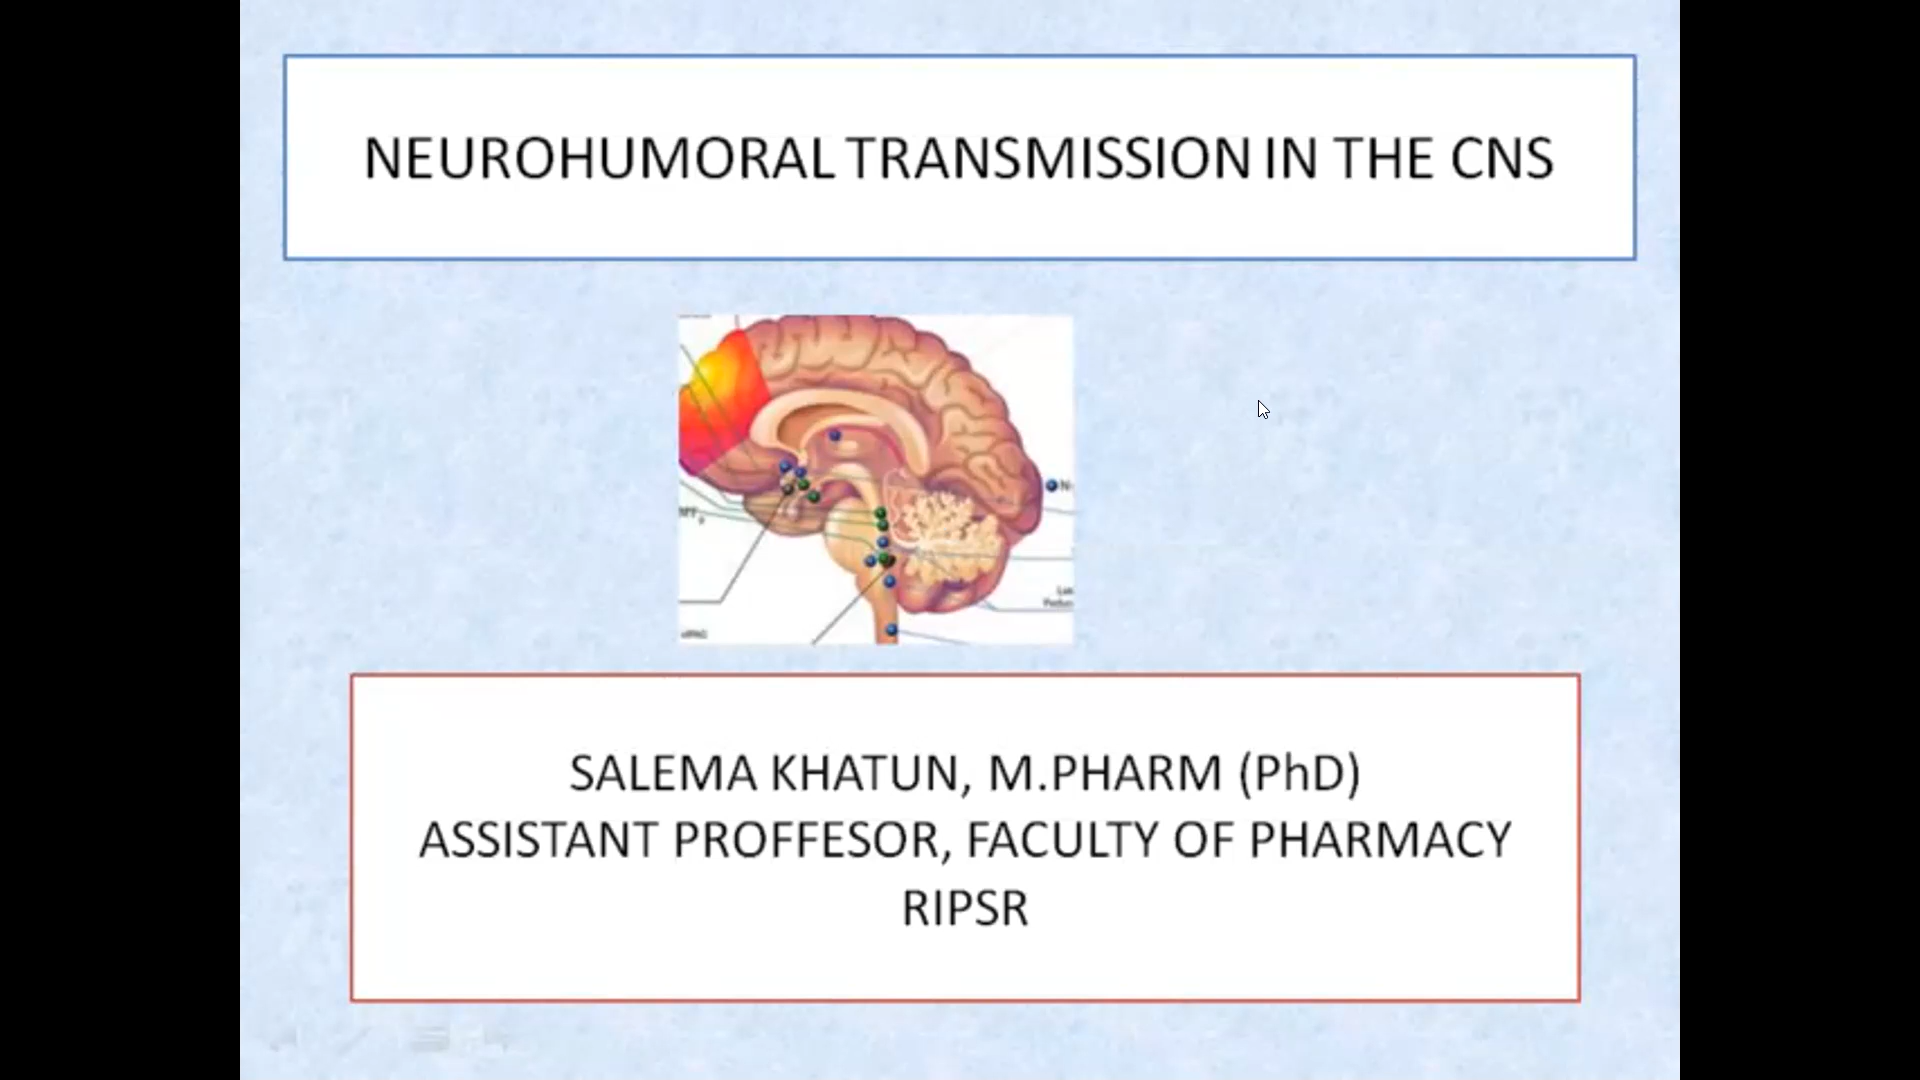 NEUROHUMORAL TRANSMISSION IN THE CNS
SALEMA KHATUN, M.PHARM (PhD)
ASSISTANT PROFFESOR, FACULTY OF PHARMACY
RIPSR